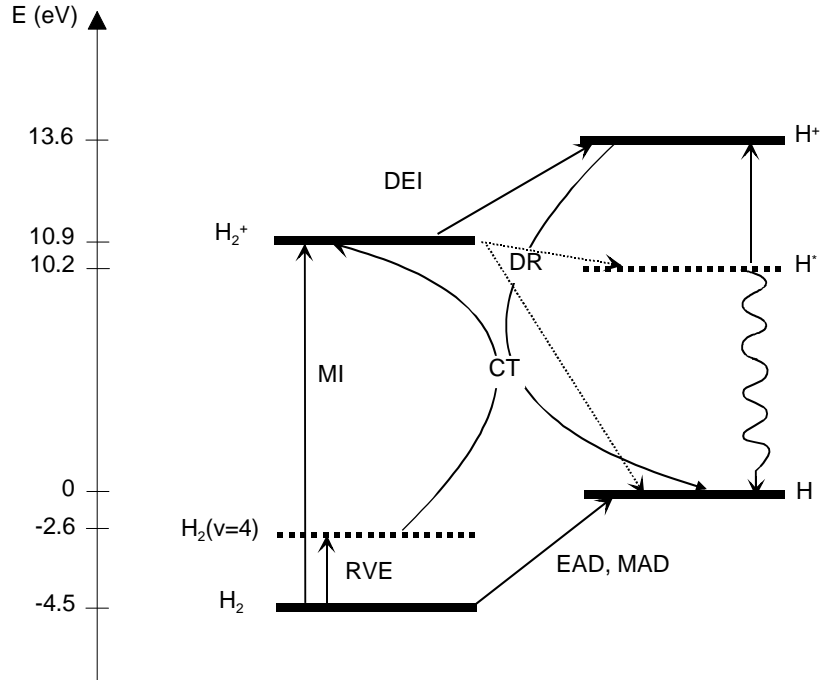 E (eV)
13.6
H⁺
DEI
10.9
H₂⁺
10.2
DR
H*
MI
CT
0
H
-2.6
H₂(v=4)
RVE
EAD, MAD
-4.5
H₂